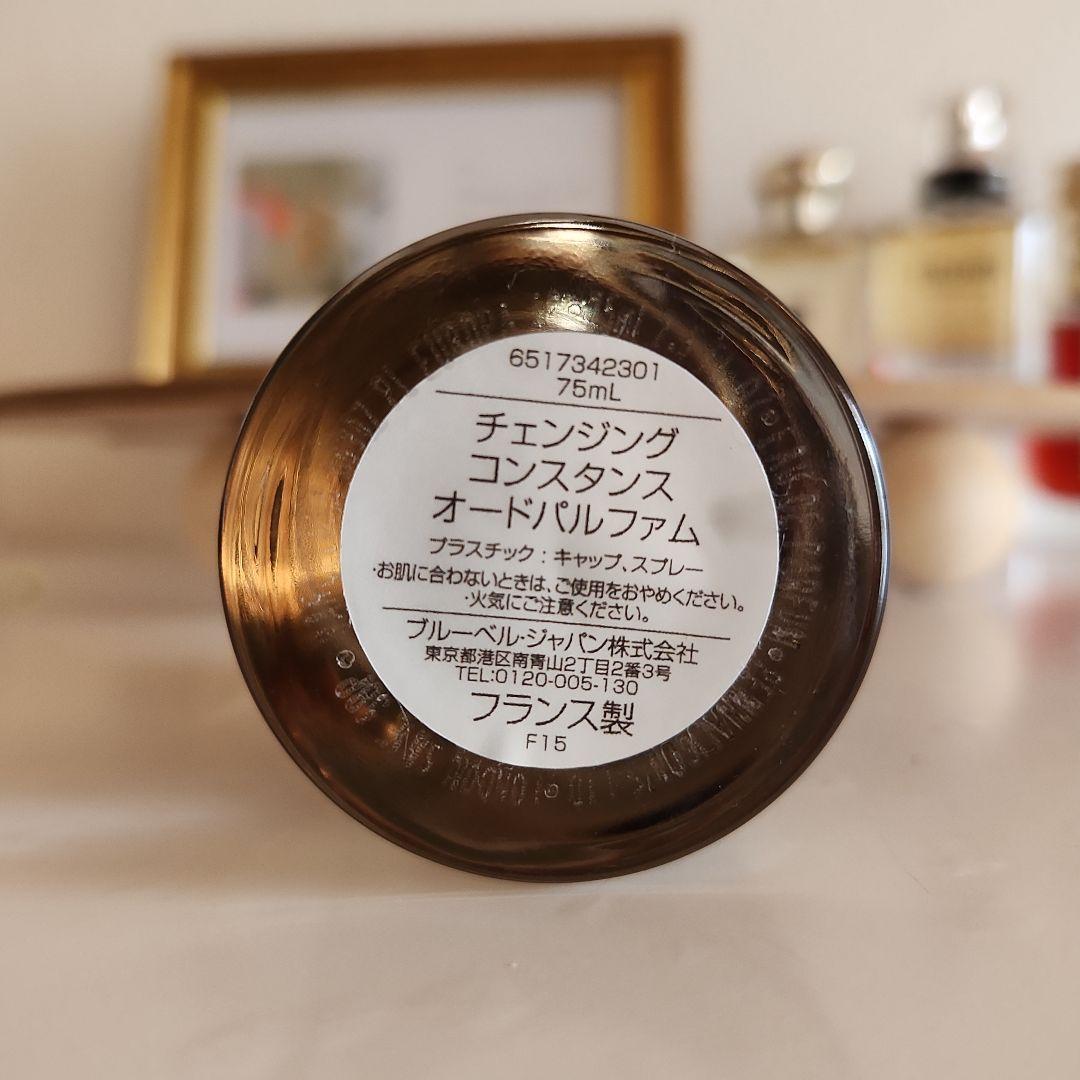 6517342301
75mL
チェンジング
コンスタンス
オードパルファム
プラスチック：キャップ、スプレー
・お肌に合わないときは、ご使用をおやめください。
・火気にご注意ください。
ブルーベル・ジャパン株式会社
東京都港区南青山2丁目2番3号
TEL:0120-005-130
フランス製
F15